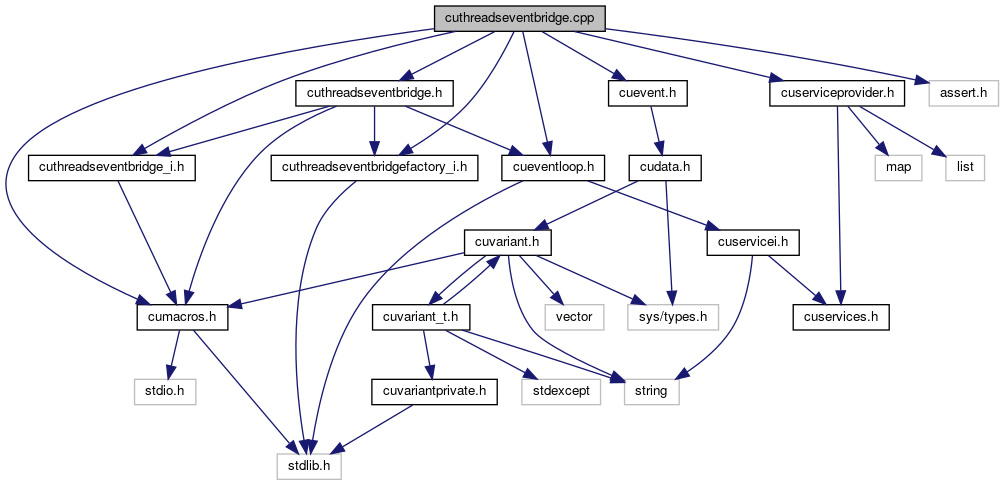 cuthreadseventbridge.cpp
cuthreadseventbridge.h
cuevent.h
cuserviceprovider.h
assert.h
cuthreadseventbridge_i.h
cuthreadseventbridgefactory_i.h
cueventloop.h
cudata.h
map
list
cuvariant.h
cuservicei.h
cumacros.h
cuvariant_t.h
vector
sys/types.h
cuservices.h
stdio.h
cuvariantprivate.h
stdexcept
string
stdlib.h